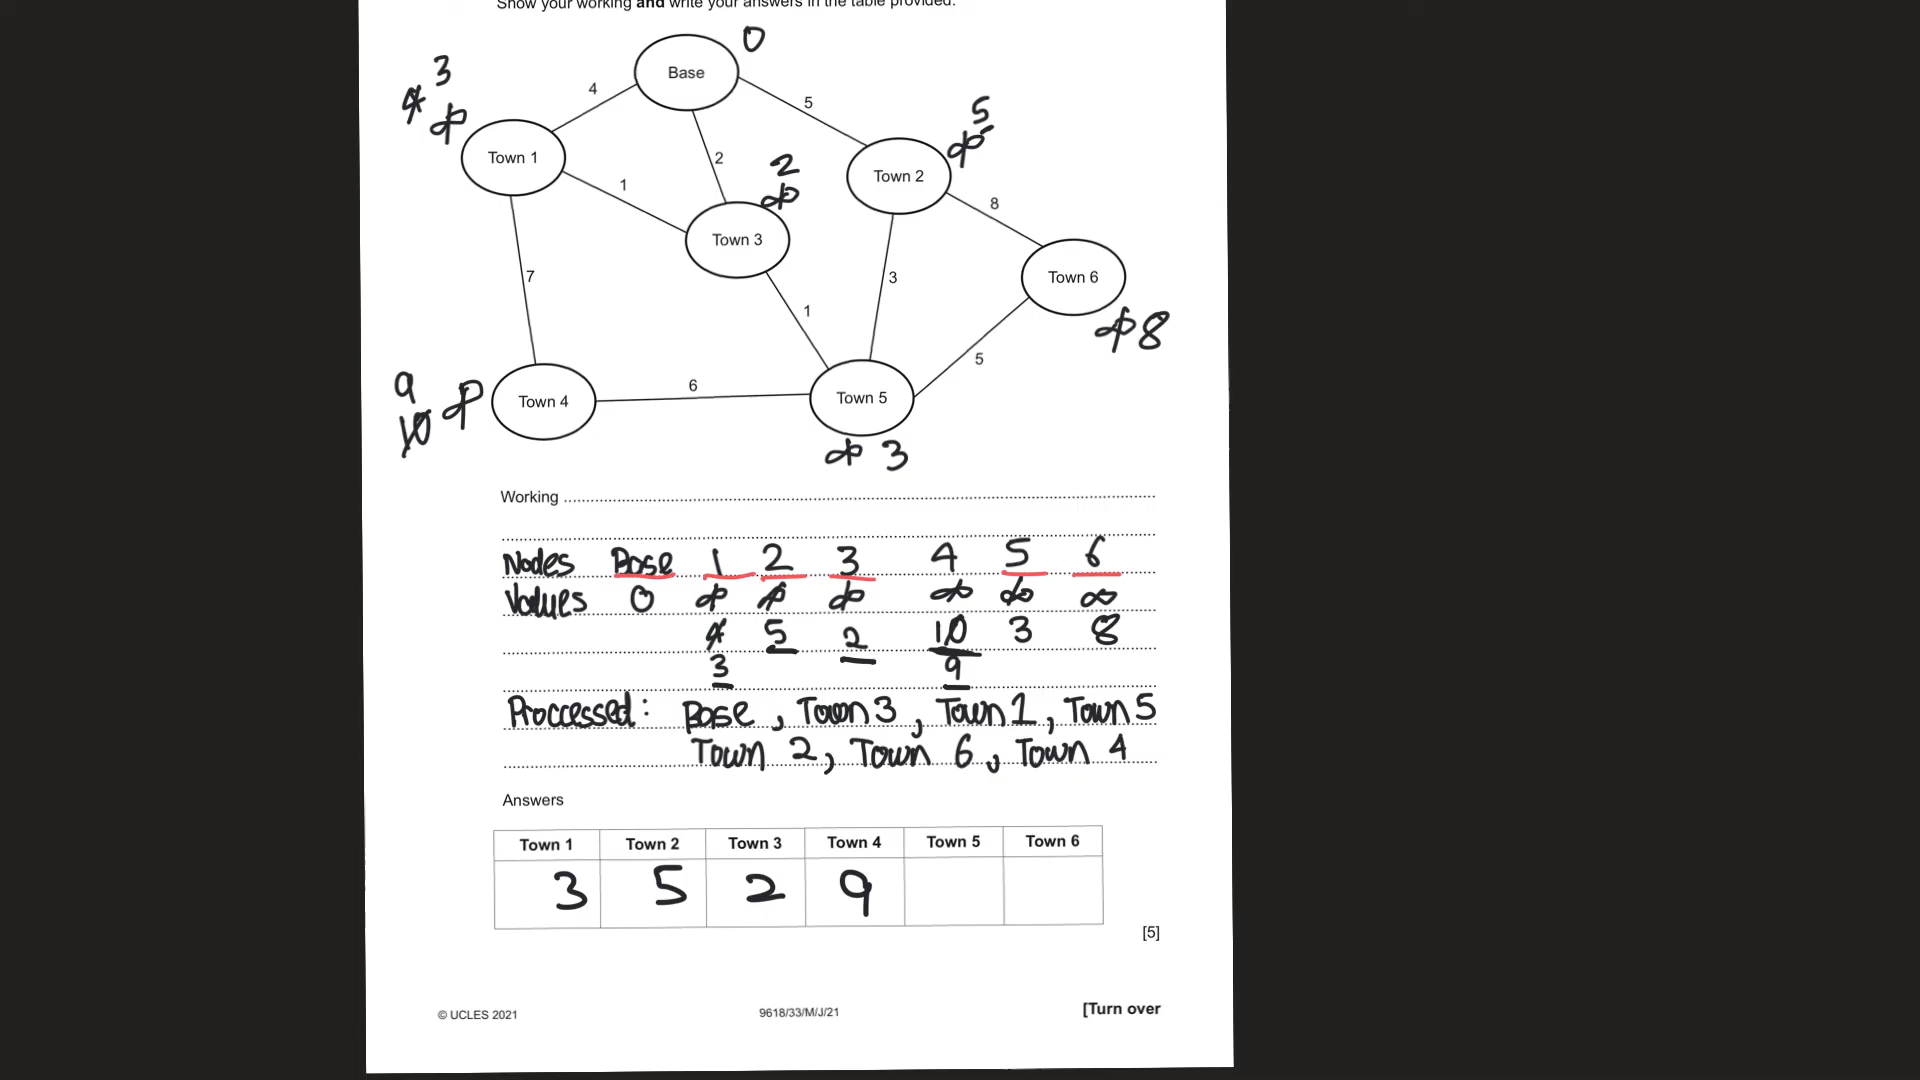 Show your working and write your answers in the table provided.
0
Base
3
4
4
5
5
∞
∞
Town 1
2
2
∞
Town 2
1
8
Town 3
7
3
Town 6
1
∞ 8
5
9
6
10 ∞
Town 4
Town 5
∞ 3
Working
Nodes Base 1 2 3 4 5 6
Values 0 ∞ ∞ ∞ ∞ ∞ ∞
4 5 2 10 3 8
3 9
Proccessed: Base, Town 3, Town 1, Town 5
Town 2, Town 6, Town 4
Answers
Town 1 Town 2 Town 3 Town 4 Town 5 Town 6
3 5 2 9
[5]
© UCLES 2021 9618/33/M/J/21 [Turn over